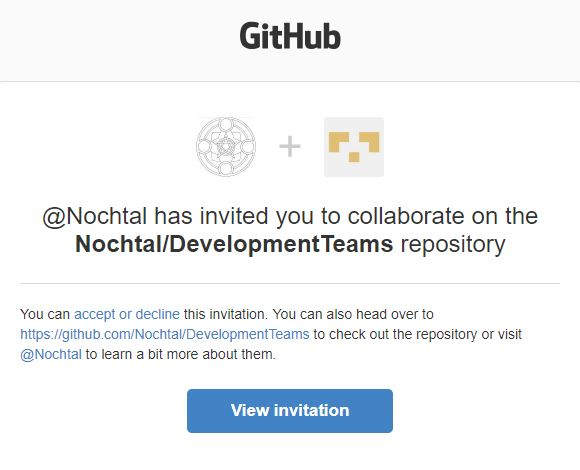 GitHub
@Nochtal has invited you to collaborate on the
Nochtal/DevelopmentTeams repository
You can accept or decline this invitation. You can also head over to
https://github.com/Nochtal/DevelopmentTeams to check out the repository or visit
@Nochtal to learn a bit more about them.
View invitation